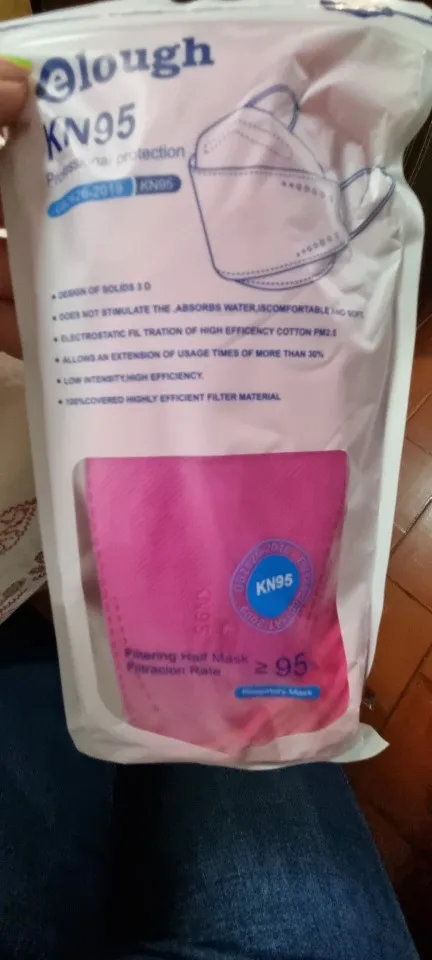 elough
KN95
Professional protection
KN95
• DESIGN OF SOLIDS 3 D
• DOES NOT STIMULATE THE ,ABSORBS WATER,ISCOMFORTABLE AND SOFT
• ELECTROSTATIC FIL TRATION OF HIGH EFFICENCY COTTON PM2.5
• ALLOWS AN EXTENSION OF USAGE TIMES OF MORE THAN 30%
• LOW INTENSITY,HIGH EFFICIENCY.
• 100%COVERED HIGHLY EFFICIENT FILTER MATERIAL
KN95
KN95
Filtering Half Mask
Filtracion Rate
≥ 95
Respiratory Mask